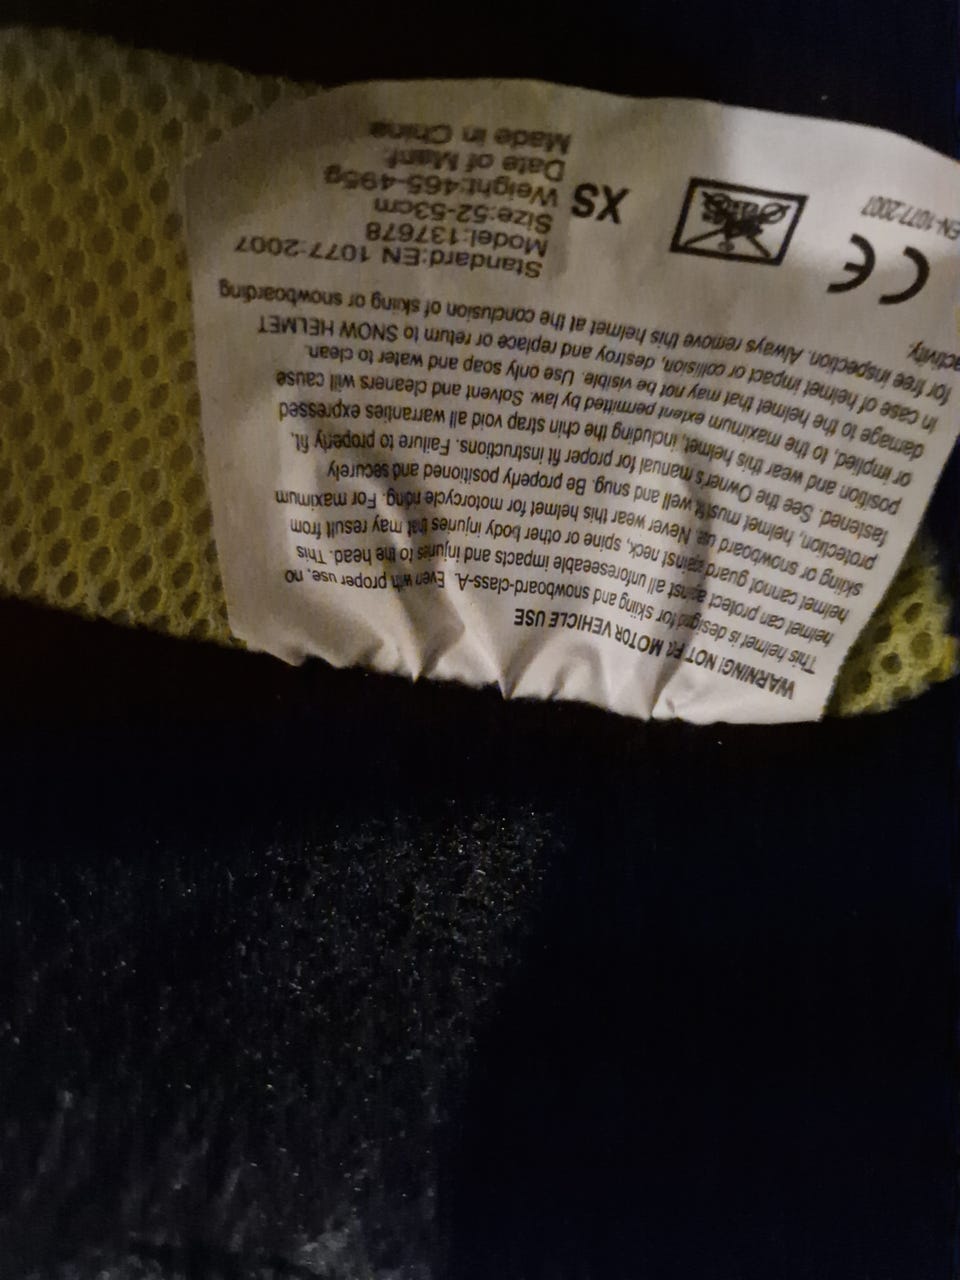 WARNING! NOT FOR MOTOR VEHICLE USE
This helmet is designed for skiing and snowboard-class-A. Even with proper use, no
helmet can protect against all unforeseeable impacts and injuries to the head. This
helmet cannot guard against neck, spine or other body injuries that may result from
skiing or snowboard use. Never wear this helmet for motorcycle riding. For maximum
protection, helmet must fit well and snug. Be properly positioned and securely
fastened. See the Owner's manual for proper fit instructions. Failure to properly fit,
position and wear this helmet, including the chin strap void all warranties expressed
or implied, to the maximum extent permitted by law. Solvent and cleaners will cause
damage to the helmet that may not be visible. Use only soap and water to clean.
In case of helmet impact or collision, destroy and replace or return to SNOW HELMET
for free inspection. Always remove this helmet at the conclusion of skiing or snowboarding
activity.
CE
EN-1077:2007
XS
Standard:EN 1077:2007
Model:137678
Size:52-53cm
Weight:465-495g
Date of Manf.
Made in China